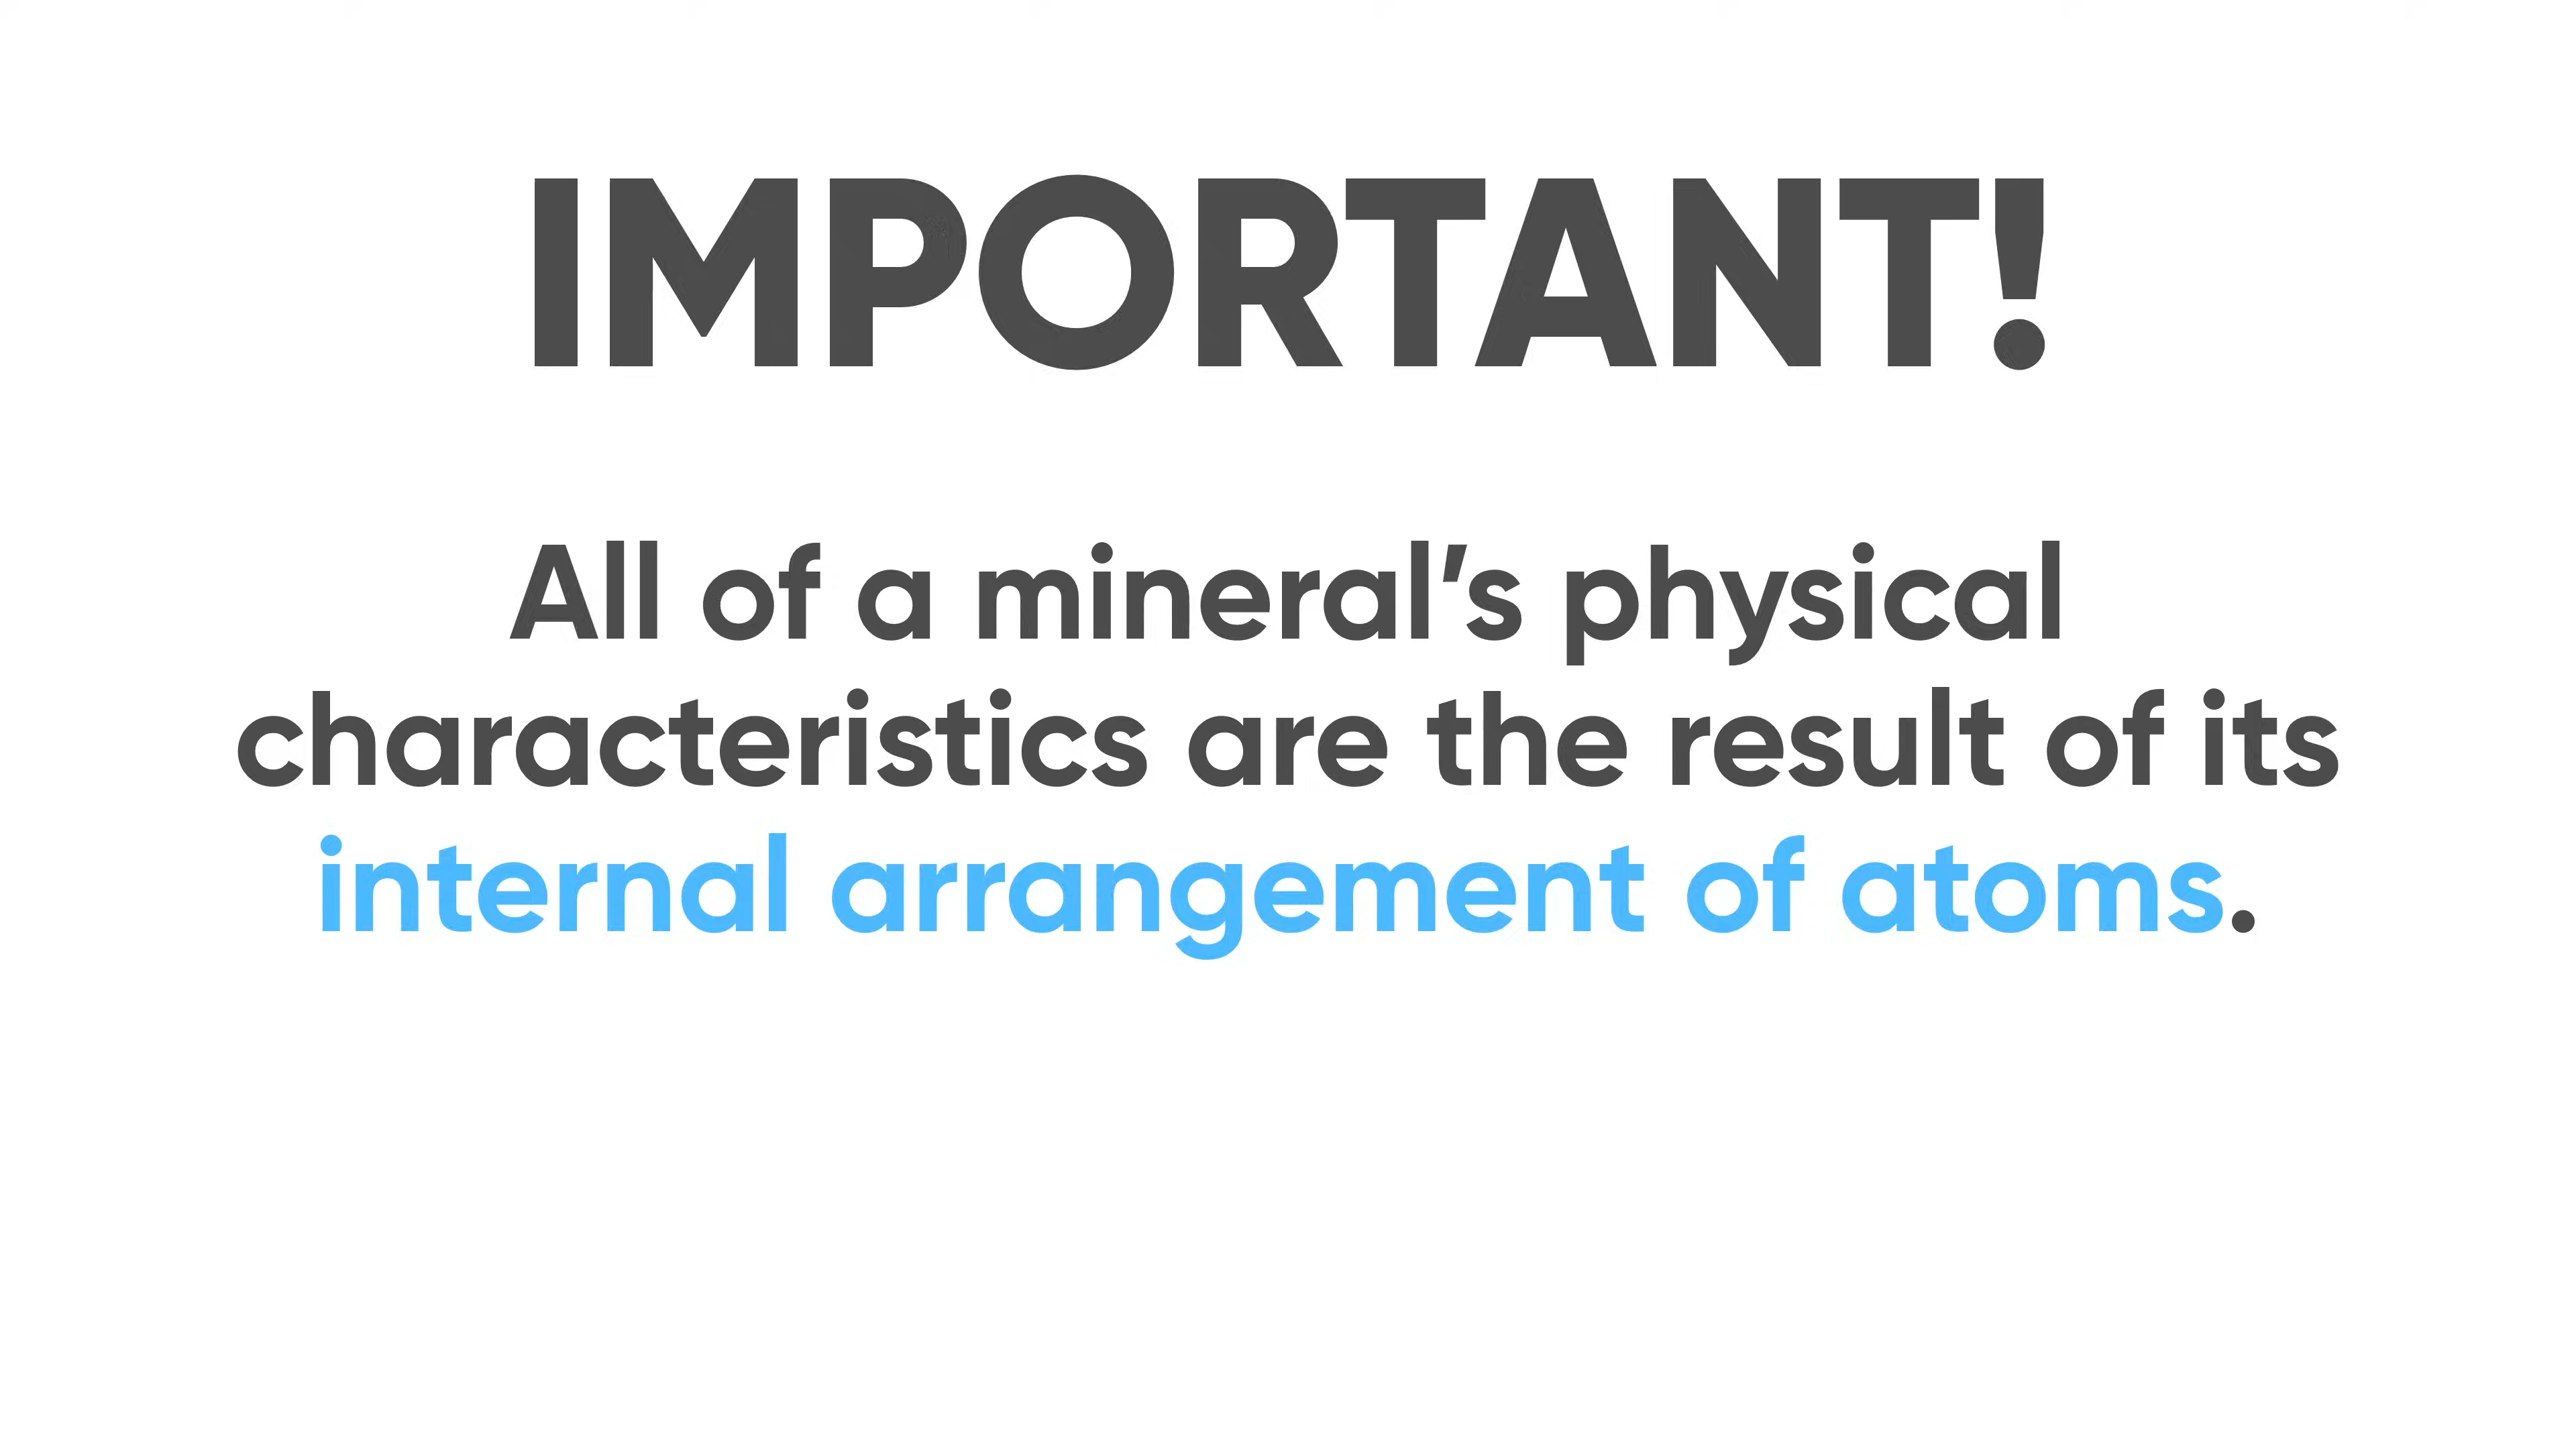 IMPORTANT!
All of a mineral’s physical
characteristics are the result of its
internal arrangement of atoms.